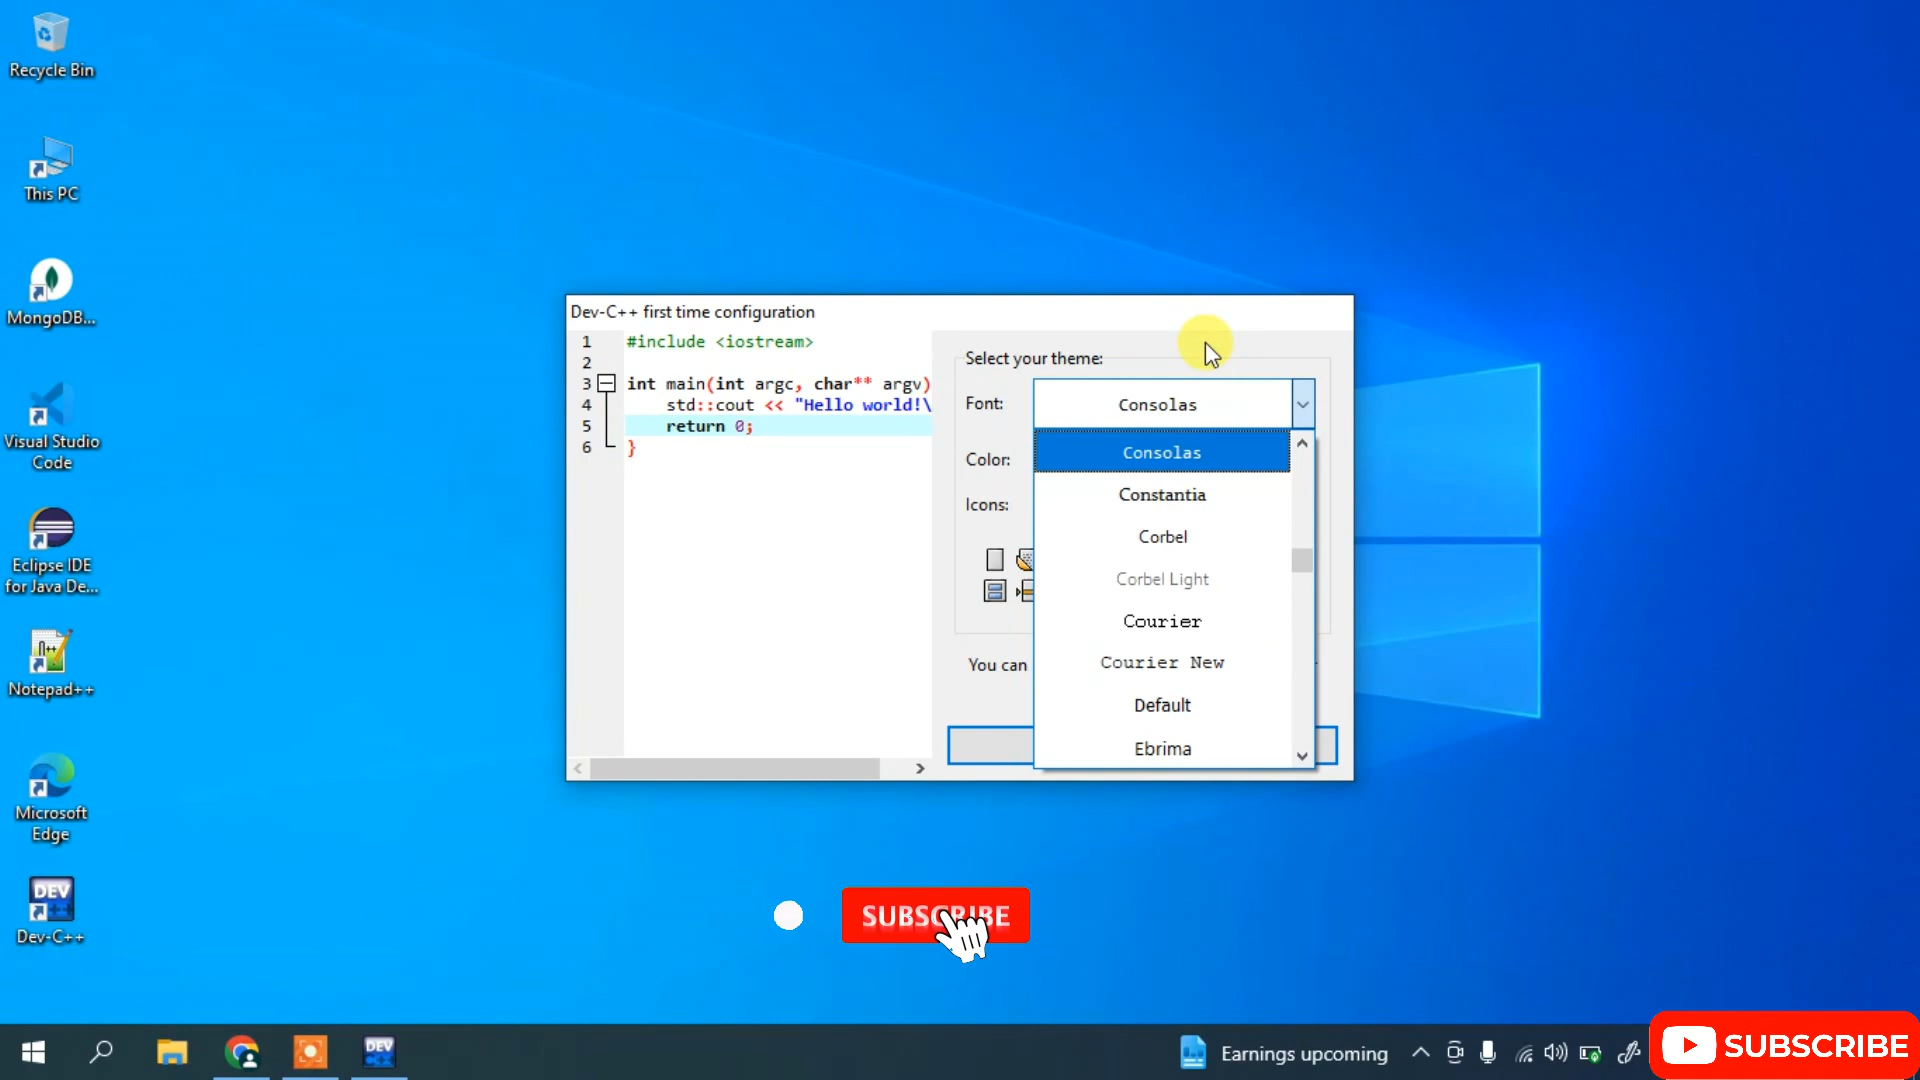 Recycle Bin
This PC
MongoDB...
Visual Studio
Code
Eclipse IDE
for Java De...
Notepad++
Microsoft
Edge
DEV
C++
Dev-C++
Dev-C++ first time configuration
1 #include <iostream>
2
3 int main(int argc, char** argv)
4 std::cout << "Hello world!\
5 return 0;
6 }
Select your theme:
Font: Consolas
Color:
Icons:
Consolas
Constantia
Corbel
Corbel Light
Courier
Courier New
Default
Ebrima
You can
SUBSCRIBE
DEV
C++
Earnings upcoming
SUBSCRIBE